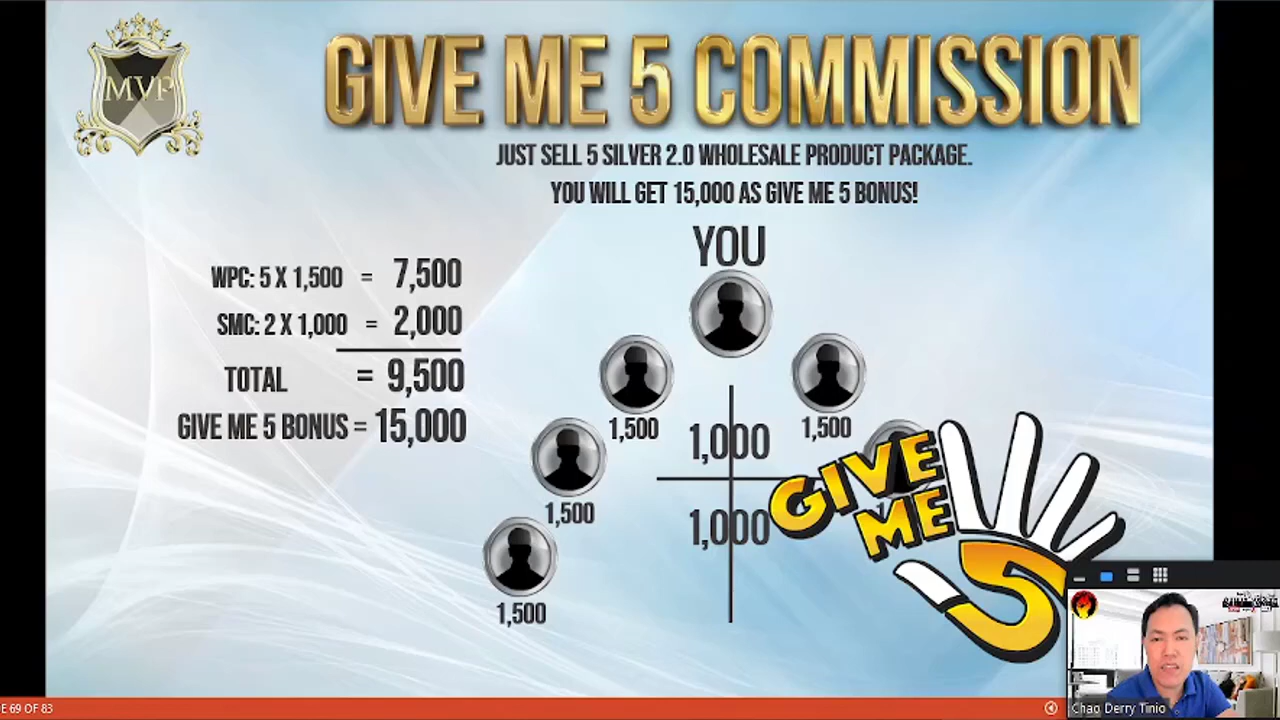 MVP
GIVE ME 5 COMMISSION
JUST SELL 5 SILVER 2.0 WHOLESALE PRODUCT PACKAGE.
YOU WILL GET 15,000 AS GIVE ME 5 BONUS!
YOU
WPC: 5 X 1,500 = 7,500
SMC: 2 X 1,000 = 2,000
TOTAL = 9,500
GIVE ME 5 BONUS = 15,000
1,500
1,500
1,000
1,500
1,000
1,500
GIVE
ME
5
E 69 OF 83
Chao Derry Tinio